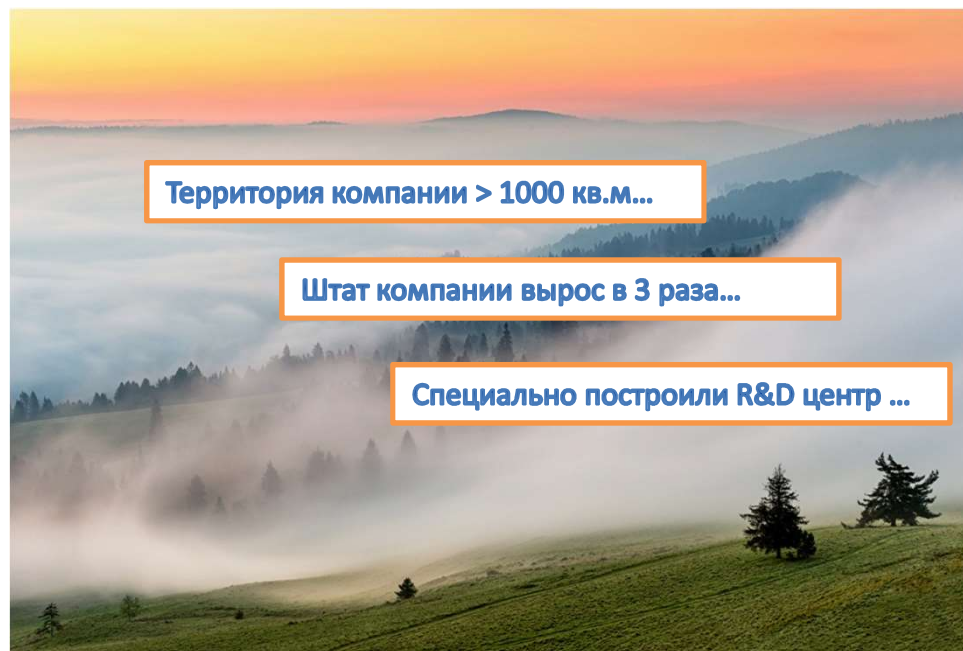 Территория компании > 1000 кв.м...
Штат компании вырос в 3 раза...
Специально построили R&D центр ...